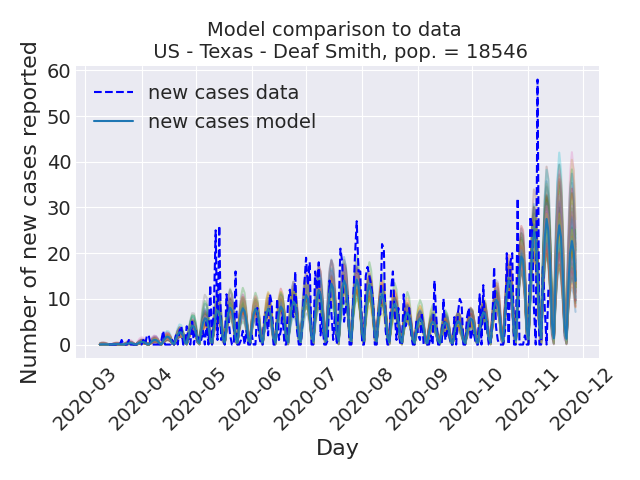 Model comparison to data
US - Texas - Deaf Smith, pop. = 18546
Number of new cases reported
60
50
40
30
20
10
0
new cases data
new cases model
2020-03
2020-04
2020-05
2020-06
2020-07
2020-08
2020-09
2020-10
2020-11
2020-12
Day